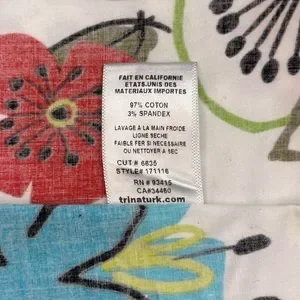 FAIT EN CALIFORNIE
ETATS-UNIS DES
MATERIAUX IMPORTES
97% COTON
3% SPANDEX
LAVAGE A LA MAIN FROIDE
LIGNE SECHE
FAIBLE FER SI NECESSAIRE
OU NETTOYER A SEC
CUT # 6635
STYLE# 171116
RN # 93415
CA#34460
trinaturk.com